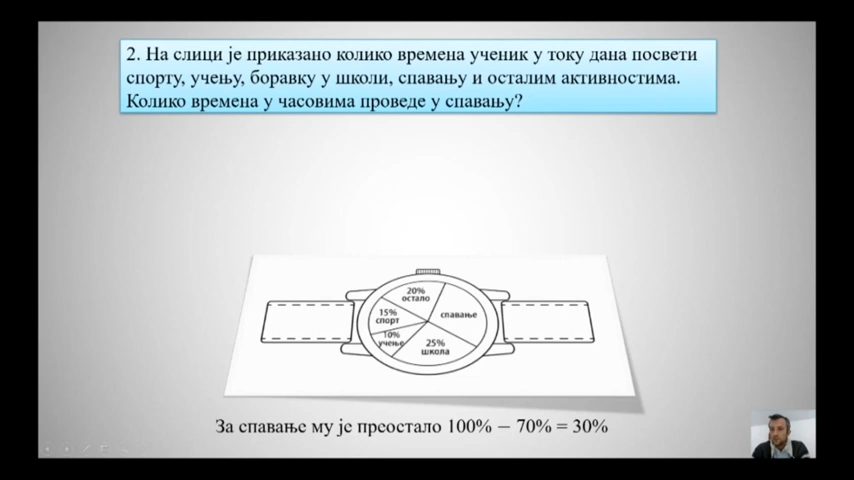 2. На слици је приказано колико времена ученик у току дана посвети
спорту, учењу, боравку у школи, спавању и осталим активностима.
Колико времена у часовима проведе у спавању?
20%
остало
спавање
15%
спорт
10%
учење
25%
школа
За спавање му је преостало 100% − 70% = 30%